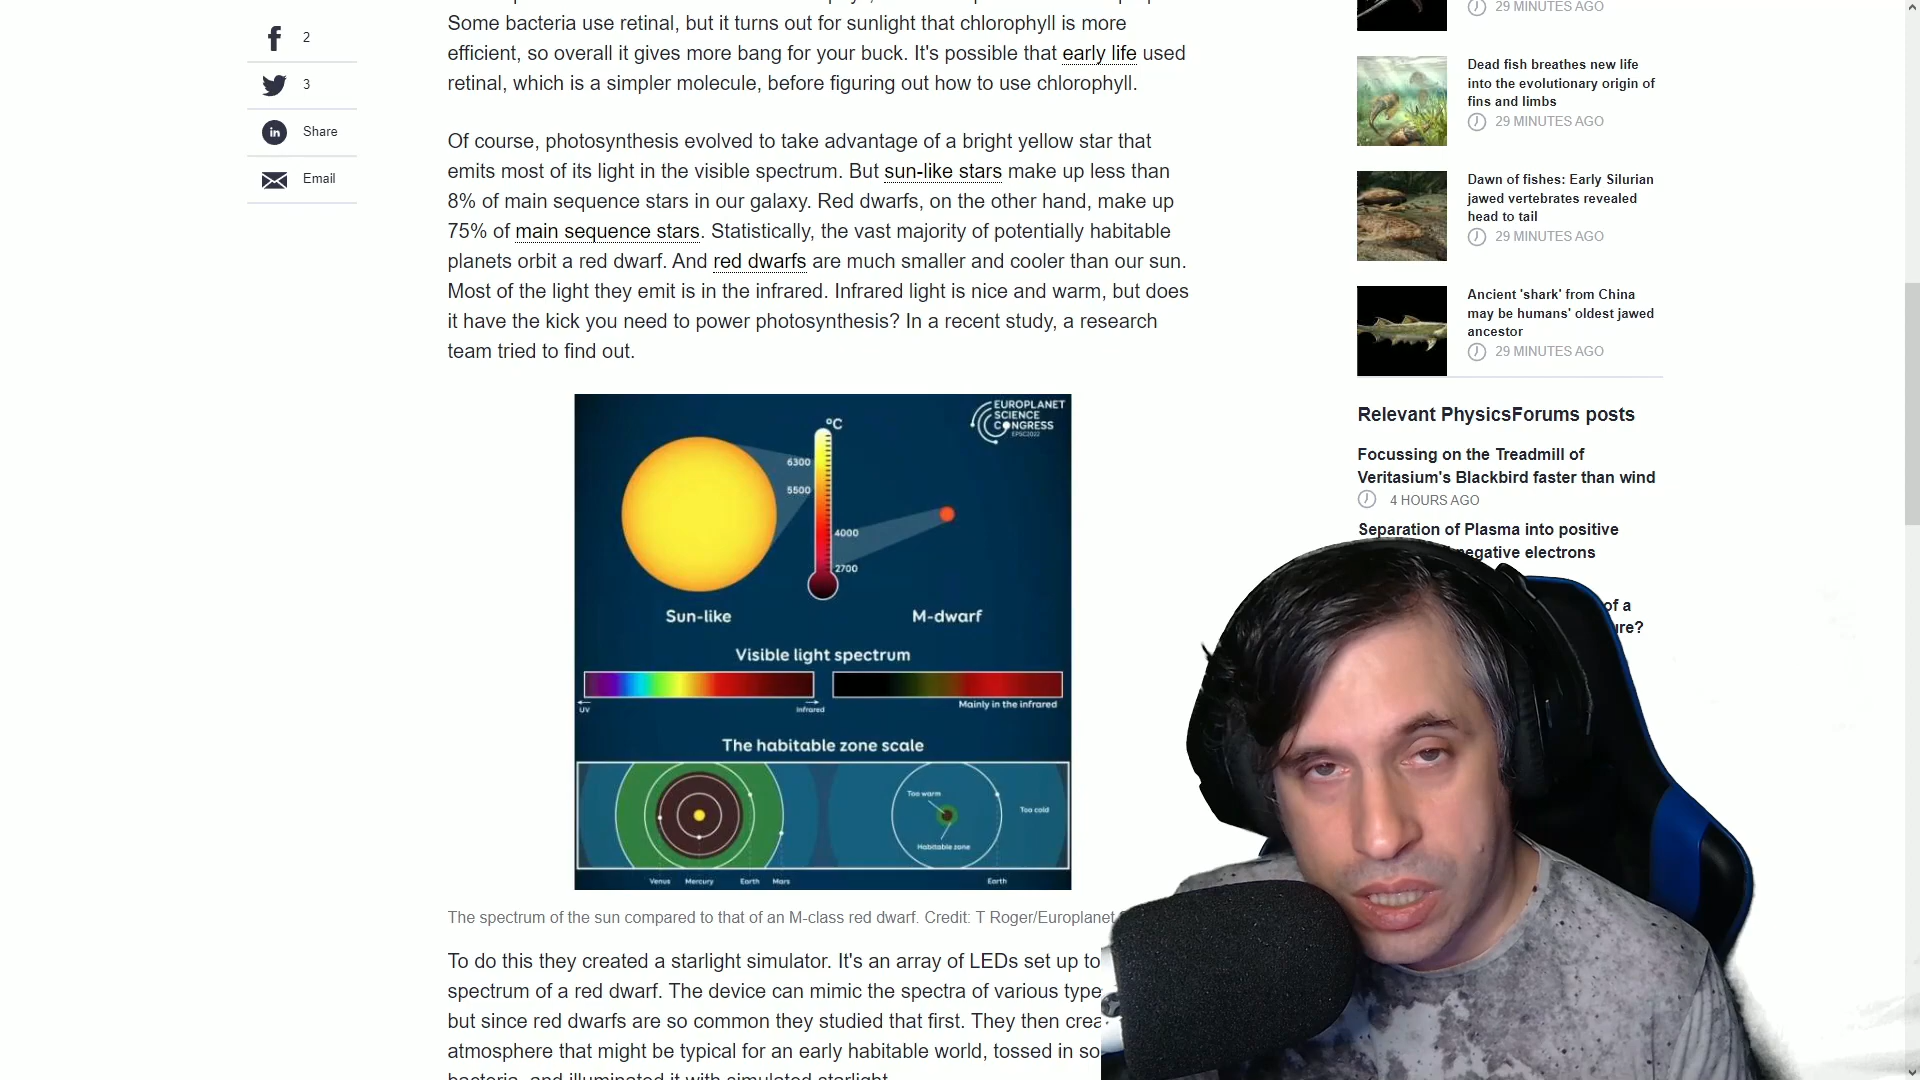 2
3
Share
Email
Some bacteria use retinal, but it turns out for sunlight that chlorophyll is more
efficient, so overall it gives more bang for your buck. It's possible that early life used
retinal, which is a simpler molecule, before figuring out how to use chlorophyll.
Of course, photosynthesis evolved to take advantage of a bright yellow star that
emits most of its light in the visible spectrum. But sun-like stars make up less than
8% of main sequence stars in our galaxy. Red dwarfs, on the other hand, make up
75% of main sequence stars. Statistically, the vast majority of potentially habitable
planets orbit a red dwarf. And red dwarfs are much smaller and cooler than our sun.
Most of the light they emit is in the infrared. Infrared light is nice and warm, but does
it have the kick you need to power photosynthesis? In a recent study, a research
team tried to find out.
EUROPLANET
SCIENCE
CONGRESS
EPSC2022
°C
6300
5500
4000
2700
Sun-like
M-dwarf
Visible light spectrum
UV
Infrared
Mainly in the infrared
The habitable zone scale
Too warm
Too cold
Habitable zone
Venus Mercury Earth Mars
Earth
The spectrum of the sun compared to that of an M-class red dwarf. Credit: T Roger/Europlanet
To do this they created a starlight simulator. It's an array of LEDs set up to
spectrum of a red dwarf. The device can mimic the spectra of various type
but since red dwarfs are so common they studied that first. They then crea
atmosphere that might be typical for an early habitable world, tossed in so
bacteria, and illuminated it with simulated starlight.
29 MINUTES AGO
Dead fish breathes new life
into the evolutionary origin of
fins and limbs
29 MINUTES AGO
Dawn of fishes: Early Silurian
jawed vertebrates revealed
head to tail
29 MINUTES AGO
Ancient 'shark' from China
may be humans' oldest jawed
ancestor
29 MINUTES AGO
Relevant PhysicsForums posts
Focussing on the Treadmill of
Veritasium's Blackbird faster than wind
4 HOURS AGO
Separation of Plasma into positive
negative electrons
of a
ure?